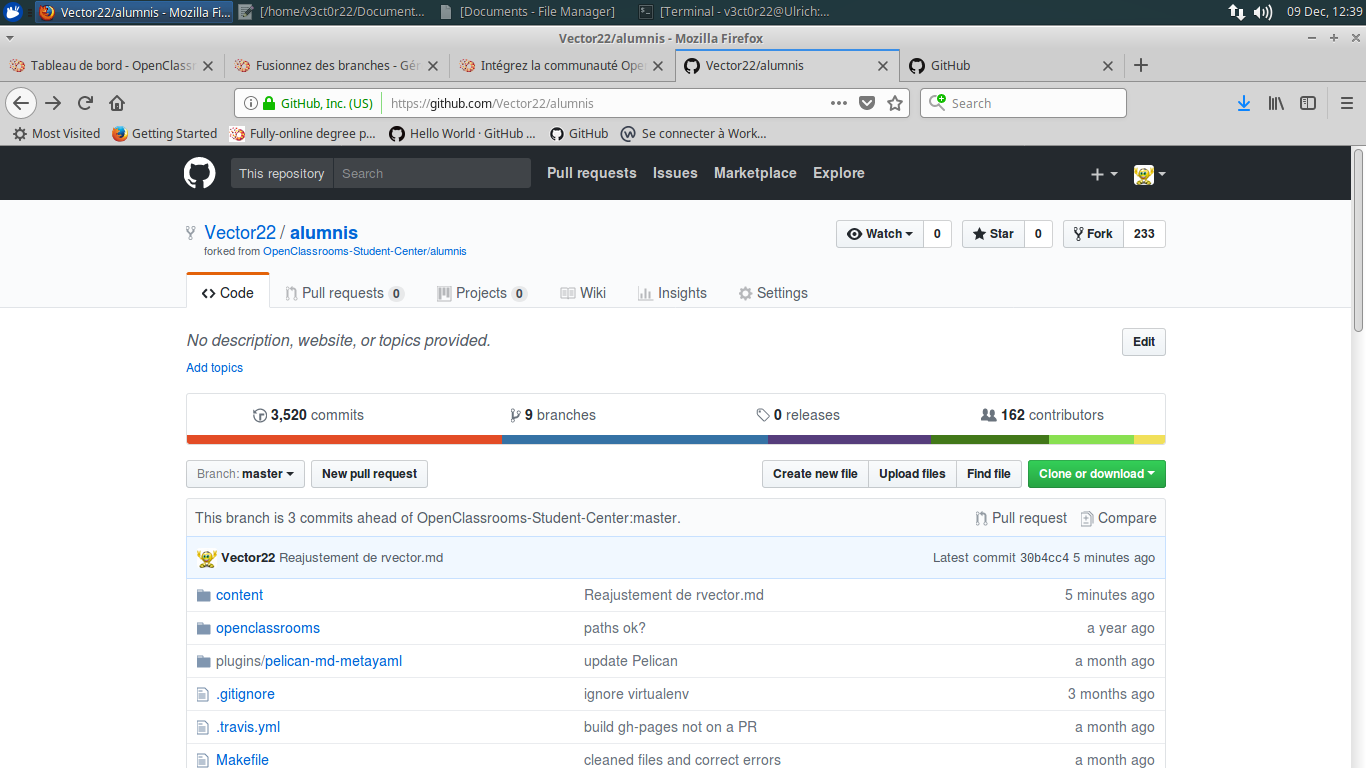 Vector22/alumnis - Mozilla Fi... [/home/v3ct0r22/Document... [Documents - File Manager] [Terminal - v3ct0r22@Ulrich:... 09 Dec, 12:39
Vector22/alumnis - Mozilla Firefox
Tableau de bord - OpenClassr Fusionnez des branches - Gér Intégrez la communauté Ope Vector22/alumnis GitHub
GitHub, Inc. (US) https://github.com/Vector22/alumnis Search
Most Visited Getting Started Fully-online degree p... Hello World · GitHub ... GitHub Se connecter à Work...
This repository Search Pull requests Issues Marketplace Explore
Vector22 / alumnis Watch 0 Star 0 Fork 233
forked from OpenClassrooms-Student-Center/alumnis
Code Pull requests 0 Projects 0 Wiki Insights Settings
No description, website, or topics provided. Edit
Add topics
3,520 commits 9 branches 0 releases 162 contributors
Branch: master New pull request Create new file Upload files Find file Clone or download
This branch is 3 commits ahead of OpenClassrooms-Student-Center:master. Pull request Compare
Vector22 Reajustement de rvector.md Latest commit 30b4cc4 5 minutes ago
content Reajustement de rvector.md 5 minutes ago
openclassrooms paths ok? a year ago
plugins/pelican-md-metayaml update Pelican a month ago
.gitignore ignore virtualenv 3 months ago
.travis.yml build gh-pages not on a PR a month ago
Makefile cleaned files and correct errors a month ago